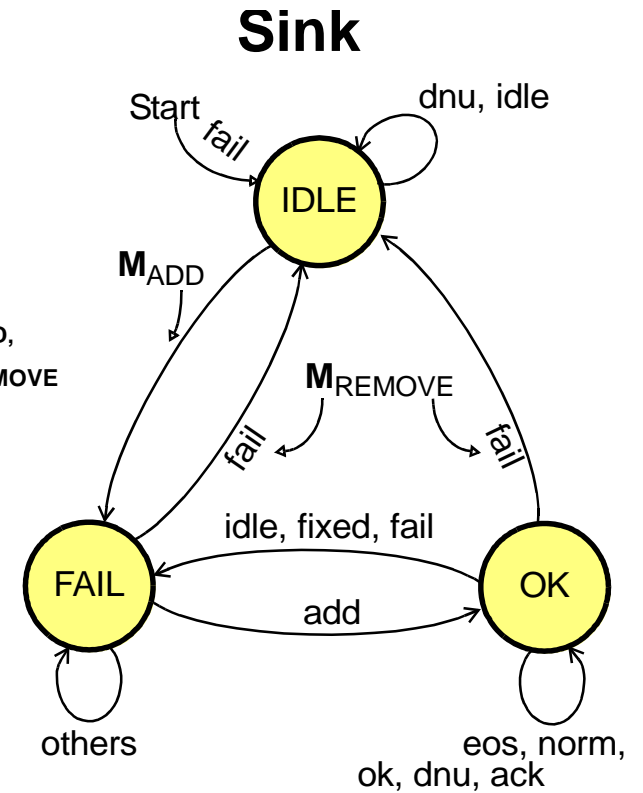 Sink
Start
fail
dnu, idle
IDLE
MADD
MOVE
MREMOVE
fail
fail
idle, fixed, fail
FAIL
OK
add
others
eos, norm,
ok, dnu, ack